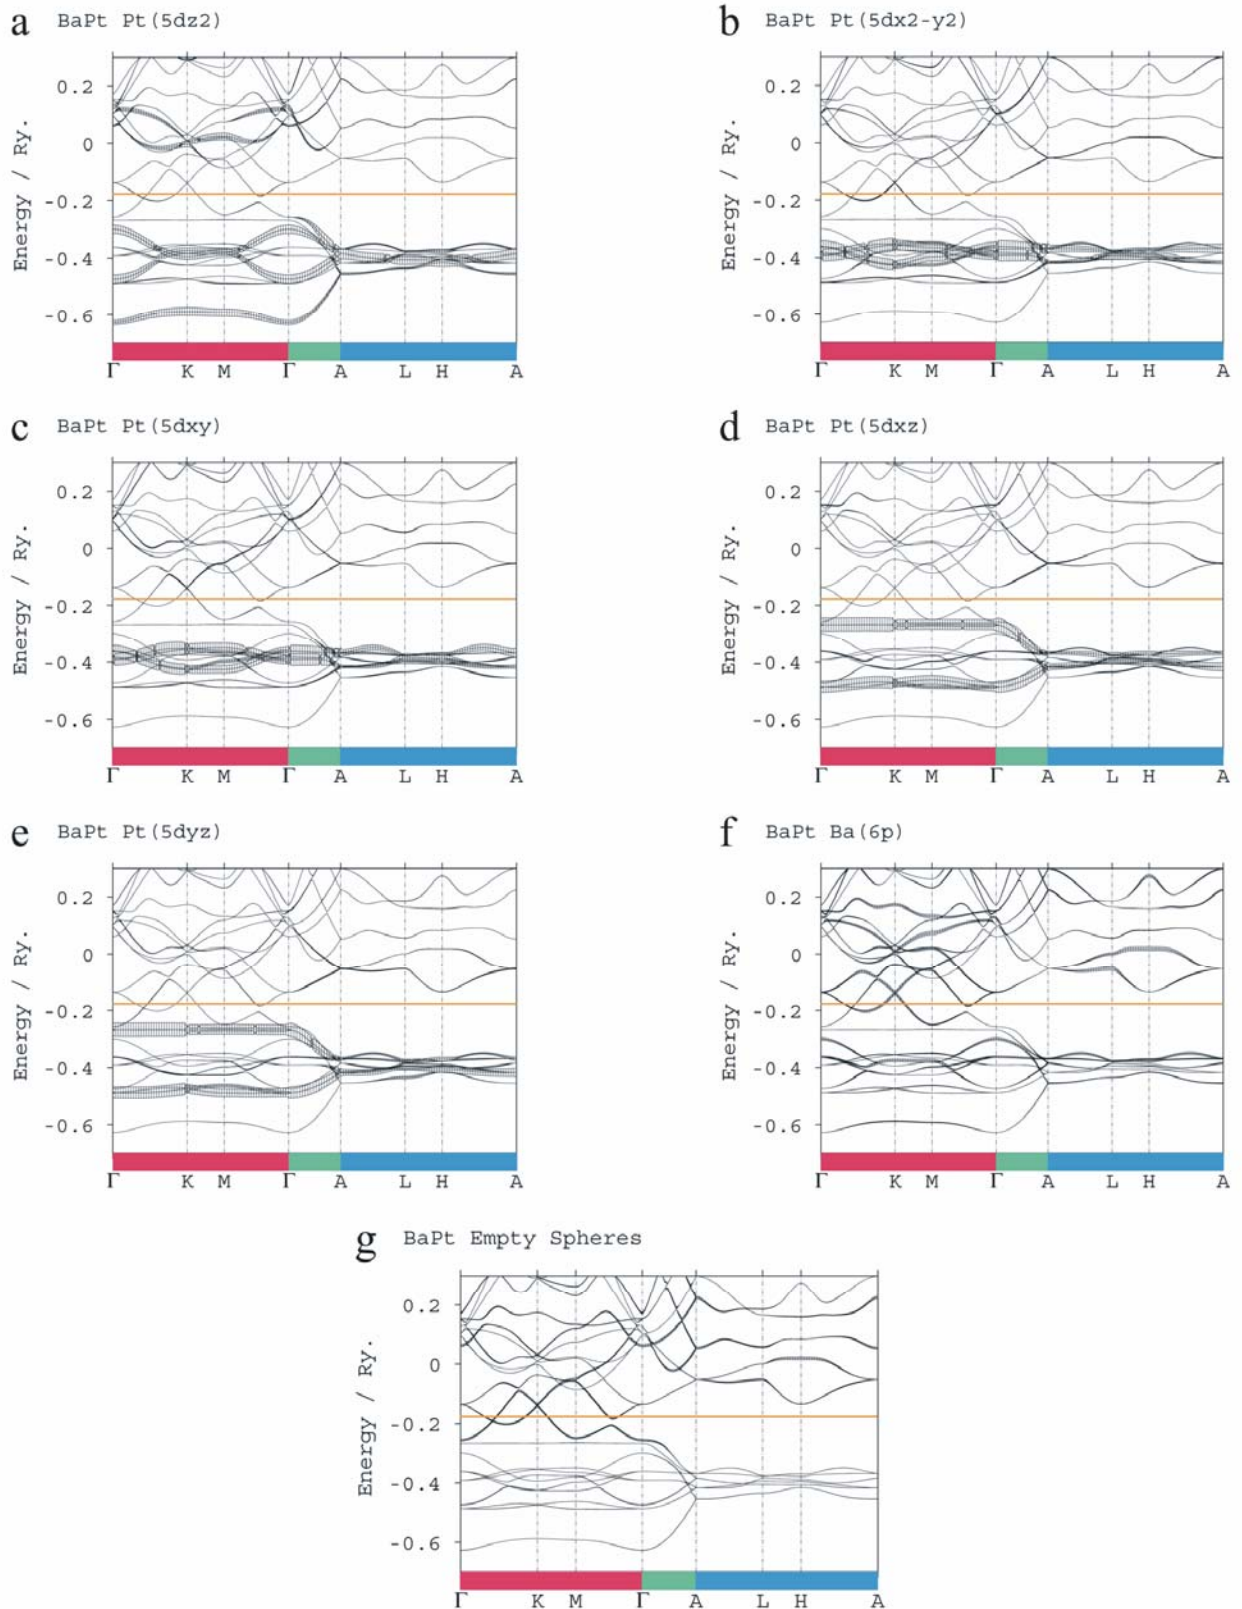 a BaPt Pt(5dz2)
Energy / Ry.
0.2
0
-0.2
-0.4
-0.6
Γ K M Γ A L H A
b BaPt Pt(5dx2-y2)
Energy / Ry.
0.2
0
-0.2
-0.4
-0.6
Γ K M Γ A L H A
c BaPt Pt(5dxy)
Energy / Ry.
0.2
0
-0.2
-0.4
-0.6
Γ K M Γ A L H A
d BaPt Pt(5dxz)
Energy / Ry.
0.2
0
-0.2
-0.4
-0.6
Γ K M Γ A L H A
e BaPt Pt(5dyz)
Energy / Ry.
0.2
0
-0.2
-0.4
-0.6
Γ K M Γ A L H A
f BaPt Ba(6p)
Energy / Ry.
0.2
0
-0.2
-0.4
-0.6
Γ K M Γ A L H A
g BaPt Empty Spheres
Energy / Ry.
0.2
0
-0.2
-0.4
-0.6
Γ K M Γ A L H A